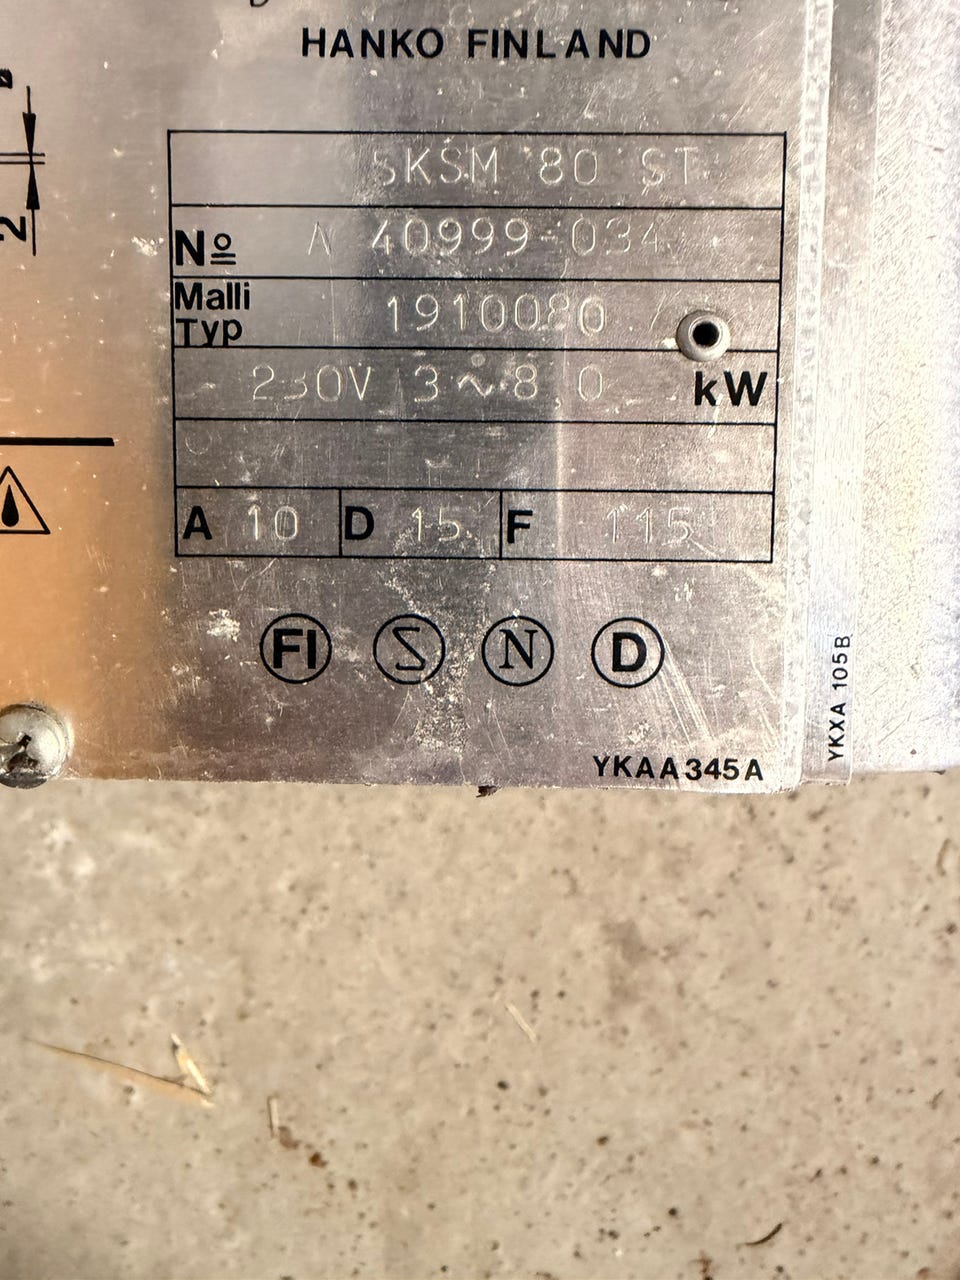 HANKO FINLAND
SKSM 80 ST
2
No A 40999-034
Malli
Typ 1910080
230V 3~8.0 kW
A 10 D 15 F 115
FI S N D
YKAA345A
YKXA 105B